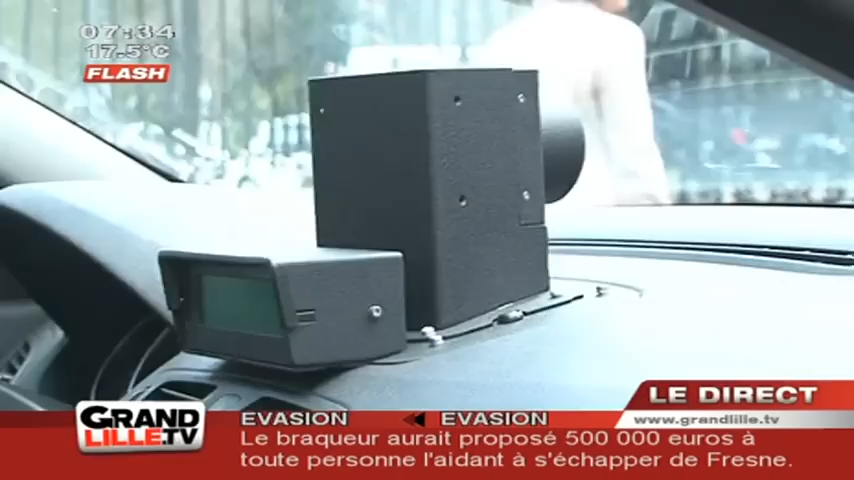 07:34
17.5°C
FLASH
LE DIRECT
www.grandlille.tv
GRAND
LILLE.TV
EVASION EVASION
Le braqueur aurait proposé 500 000 euros à
toute personne l'aidant à s'échapper de Fresne.